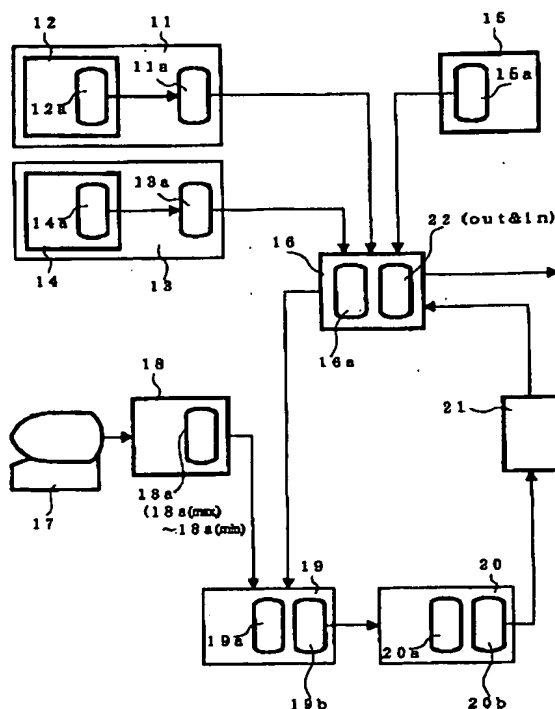 12
11
15
11a
12a
15a
13a
14a
22 (out&in)
14
13
16
16a
18
21
17
18a
(18a(max)
~18a(min)
19
20
19a
20a
19b
20b